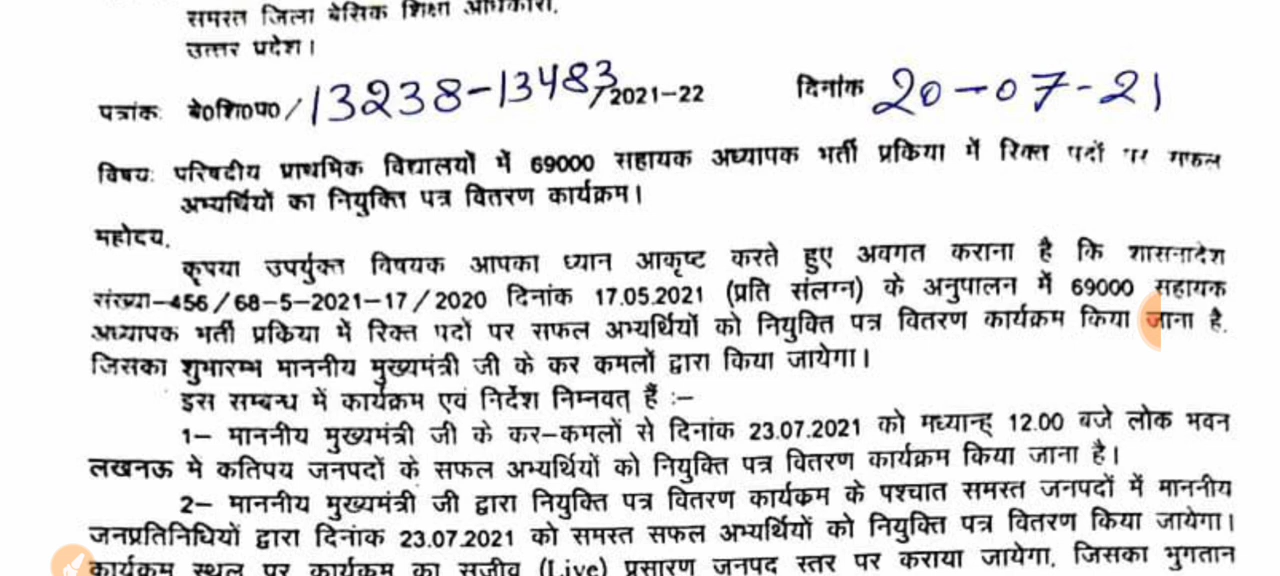 समस्त जिला बेसिक शिक्षा अधिकारी,
उत्तर प्रदेश।
पत्रांकः बे०शि०प०/13238-13483/2021-22 दिनांक 20-07-21
विषयः परिषदीय प्राथमिक विद्यालयों में 69000 सहायक अध्यापक भर्ती प्रकिया में रिक्त पदों पर सफल
अभ्यर्थियों का नियुक्ति पत्र वितरण कार्यक्रम।
महोदय,
कृपया उपर्युक्त विषयक आपका ध्यान आकृष्ट करते हुए अवगत कराना है कि शासनादेश
संख्या-456/68-5-2021-17/2020 दिनांक 17.05.2021 (प्रति संलग्न) के अनुपालन में 69000 सहायक
अध्यापक भर्ती प्रकिया में रिक्त पदों पर सफल अभ्यर्थियों को नियुक्ति पत्र वितरण कार्यक्रम किया जाना है,
जिसका शुभारम्भ माननीय मुख्यमंत्री जी के कर कमलों द्वारा किया जायेगा।
इस सम्बन्ध में कार्यक्रम एवं निर्देश निम्नवत् हैं :-
1- माननीय मुख्यमंत्री जी के कर-कमलों से दिनांक 23.07.2021 को मध्यान्ह् 12.00 बजे लोक भवन
लखनऊ में कतिपय जनपदों के सफल अभ्यर्थियों को नियुक्ति पत्र वितरण कार्यक्रम किया जाना है।
2- माननीय मुख्यमंत्री जी द्वारा नियुक्ति पत्र वितरण कार्यक्रम के पश्चात समस्त जनपदों में माननीय
जनप्रतिनिधियों द्वारा दिनांक 23.07.2021 को समस्त सफल अभ्यर्थियों को नियुक्ति पत्र वितरण किया जायेगा।
कार्यक्रम स्थल पर कार्यक्रम का सजीव (Live) प्रसारण जनपद स्तर पर कराया जायेगा, जिसका भुगतान